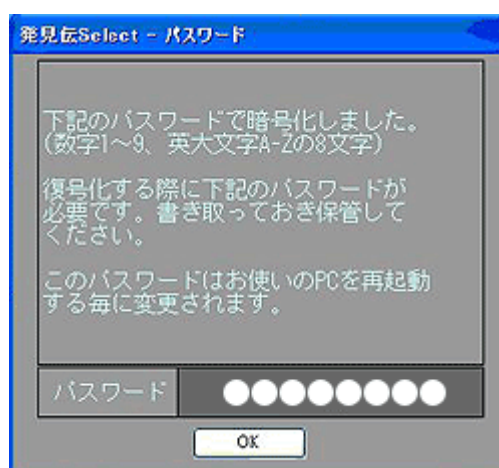 発見伝Select - パスワード
下記のパスワードで暗号化しました。
(数字1～9、英大文字A-Zの8文字)
復号化する際に下記のパスワードが
必要です。書き取っておき保管して
ください。
このパスワードはお使いのPCを再起動
する毎に変更されます。
パスワード ●●●●●●●●
OK